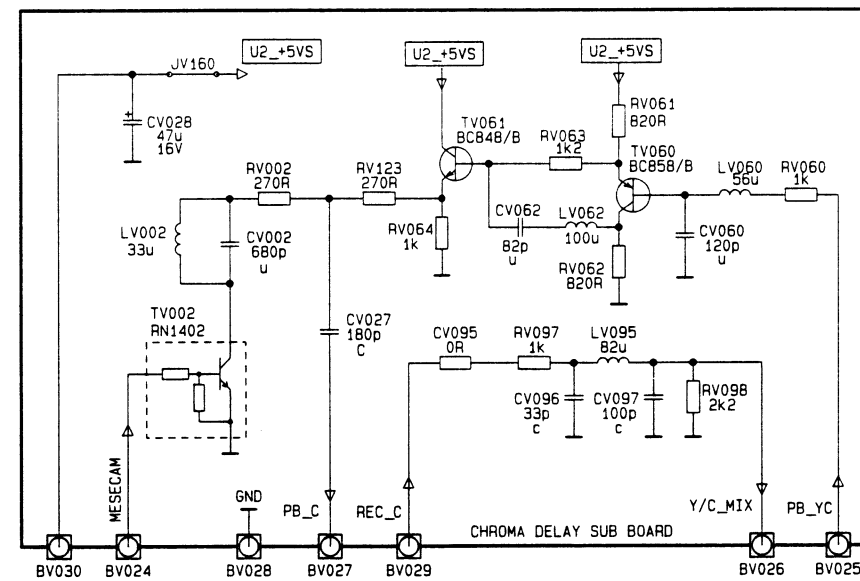 U2_+5VS
U2_+5VS
U2_+5VS
JV160
+
CV028
47u
16V
TV061
BC848/B
RV063
1k2
RV061
820R
TV060
BC858/B
LV060
56u
RV060
1k
RV002
270R
RV123
270R
LV002
33u
CV002
680p
u
RV064
1k
CV062
82p
u
LV062
100u
RV062
820R
CV060
120p
u
TV002
RN1402
CV027
180p
C
CV095
0R
RV097
1k
LV095
82u
CV096
33p
c
CV097
100p
c
RV098
2k2
MESECAM
GND
PB_C
REC_C
Y/C_MIX
PB_YC
CHROMA DELAY SUB BOARD
BV030
BV024
BV028
BV027
BV029
BV026
BV025